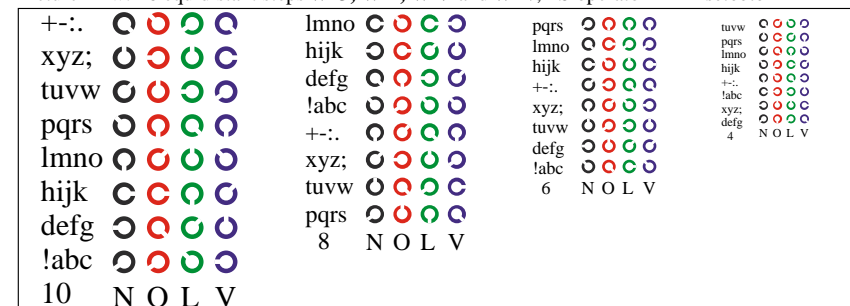 +-:.
xyz;
tuvw
pqrs
lmno
hijk
defg
!abc
10 N O L V
lmno
hijk
defg
!abc
+-:.
xyz;
tuvw
pqrs
8 N O L V
pqrs
lmno
hijk
+-:.
xyz;
tuvw
defg
!abc
6 N O L V
tuvw
pqrs
lmno
hijk
+-:.
!abc
xyz;
defg
4 N O L V